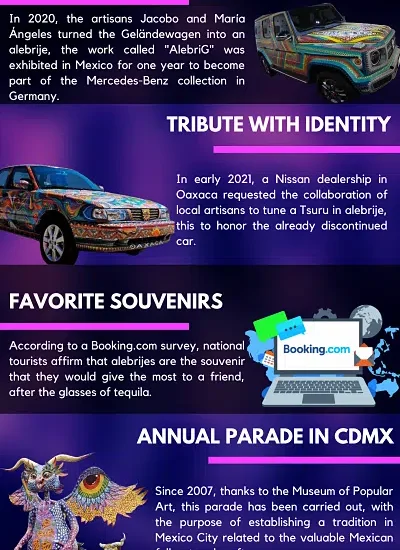 In 2020, the artisans Jacobo and María
Ángeles turned the Geländewagen into an
alebrije, the work called "AlebriG" was
exhibited in Mexico for one year to become
part of the Mercedes-Benz collection in
Germany.
TRIBUTE WITH IDENTITY
In early 2021, a Nissan dealership in
Oaxaca requested the collaboration of
local artisans to tune a Tsuru in alebrije,
this to honor the already discontinued
car.
OAXACA
FAVORITE SOUVENIRS
According to a Booking.com survey, national
tourists affirm that alebrijes are the souvenir
that they would give the most to a friend,
after the glasses of tequila.
Booking.com
ANNUAL PARADE IN CDMX
Since 2007, thanks to the Museum of Popular
Art, this parade has been carried out, with
the purpose of establishing a tradition in
Mexico City related to the valuable Mexican